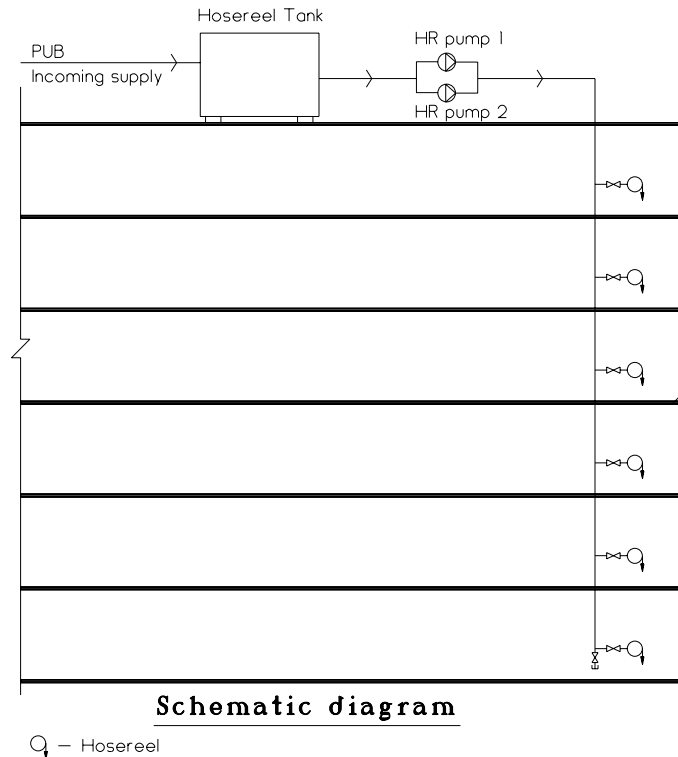 Hosereel Tank
HR pump 1
PUB
Incoming supply
HR pump 2
Schematic diagram
– Hosereel